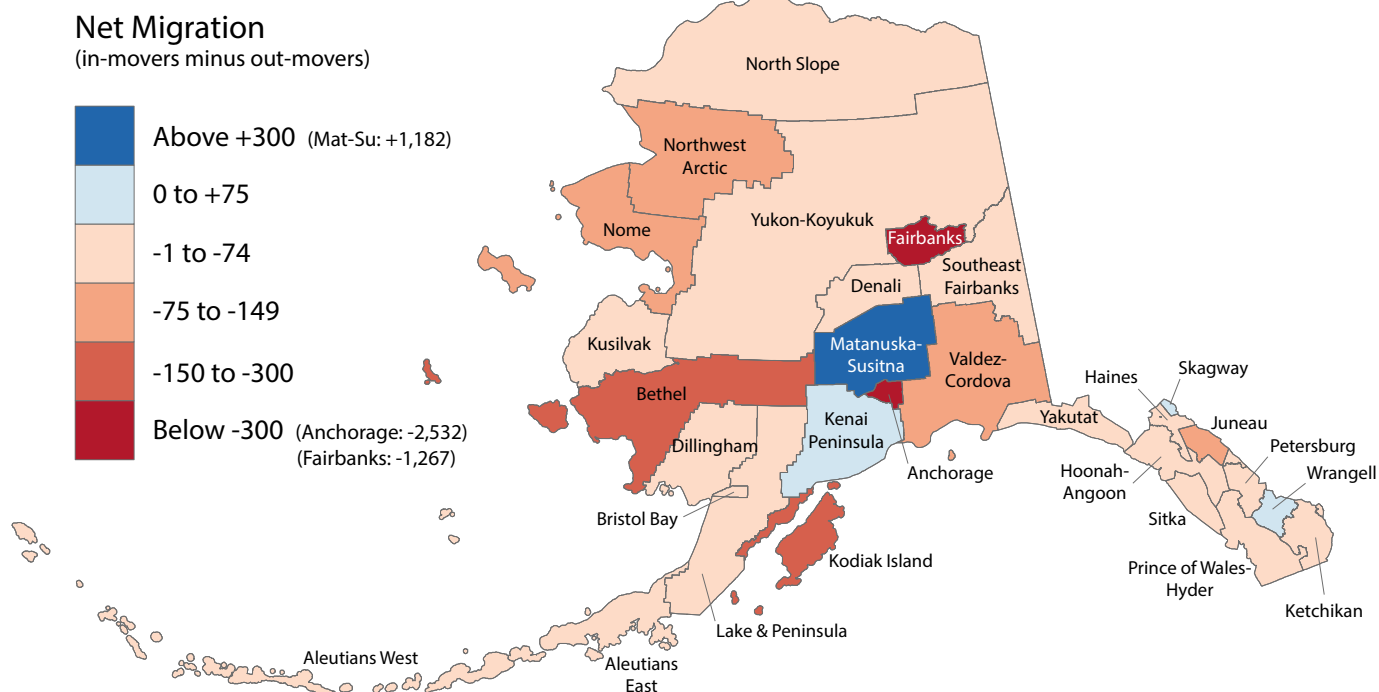 Net Migration
(in-movers minus out-movers)
Above +300 (Mat-Su: +1,182)
0 to +75
-1 to -74
-75 to -149
-150 to -300
Below -300 (Anchorage: -2,532)
(Fairbanks: -1,267)
North Slope
Northwest
Arctic
Nome
Yukon-Koyukuk
Fairbanks
Southeast
Fairbanks
Denali
Kusilvak
Matanuska-
Susitna
Valdez-
Cordova
Bethel
Kenai
Peninsula
Dillingham
Anchorage
Bristol Bay
Kodiak Island
Lake & Peninsula
Aleutians West
Aleutians
East
Yakutat
Haines
Skagway
Juneau
Petersburg
Wrangell
Hoonah-
Angoon
Sitka
Prince of Wales-
Hyder
Ketchikan